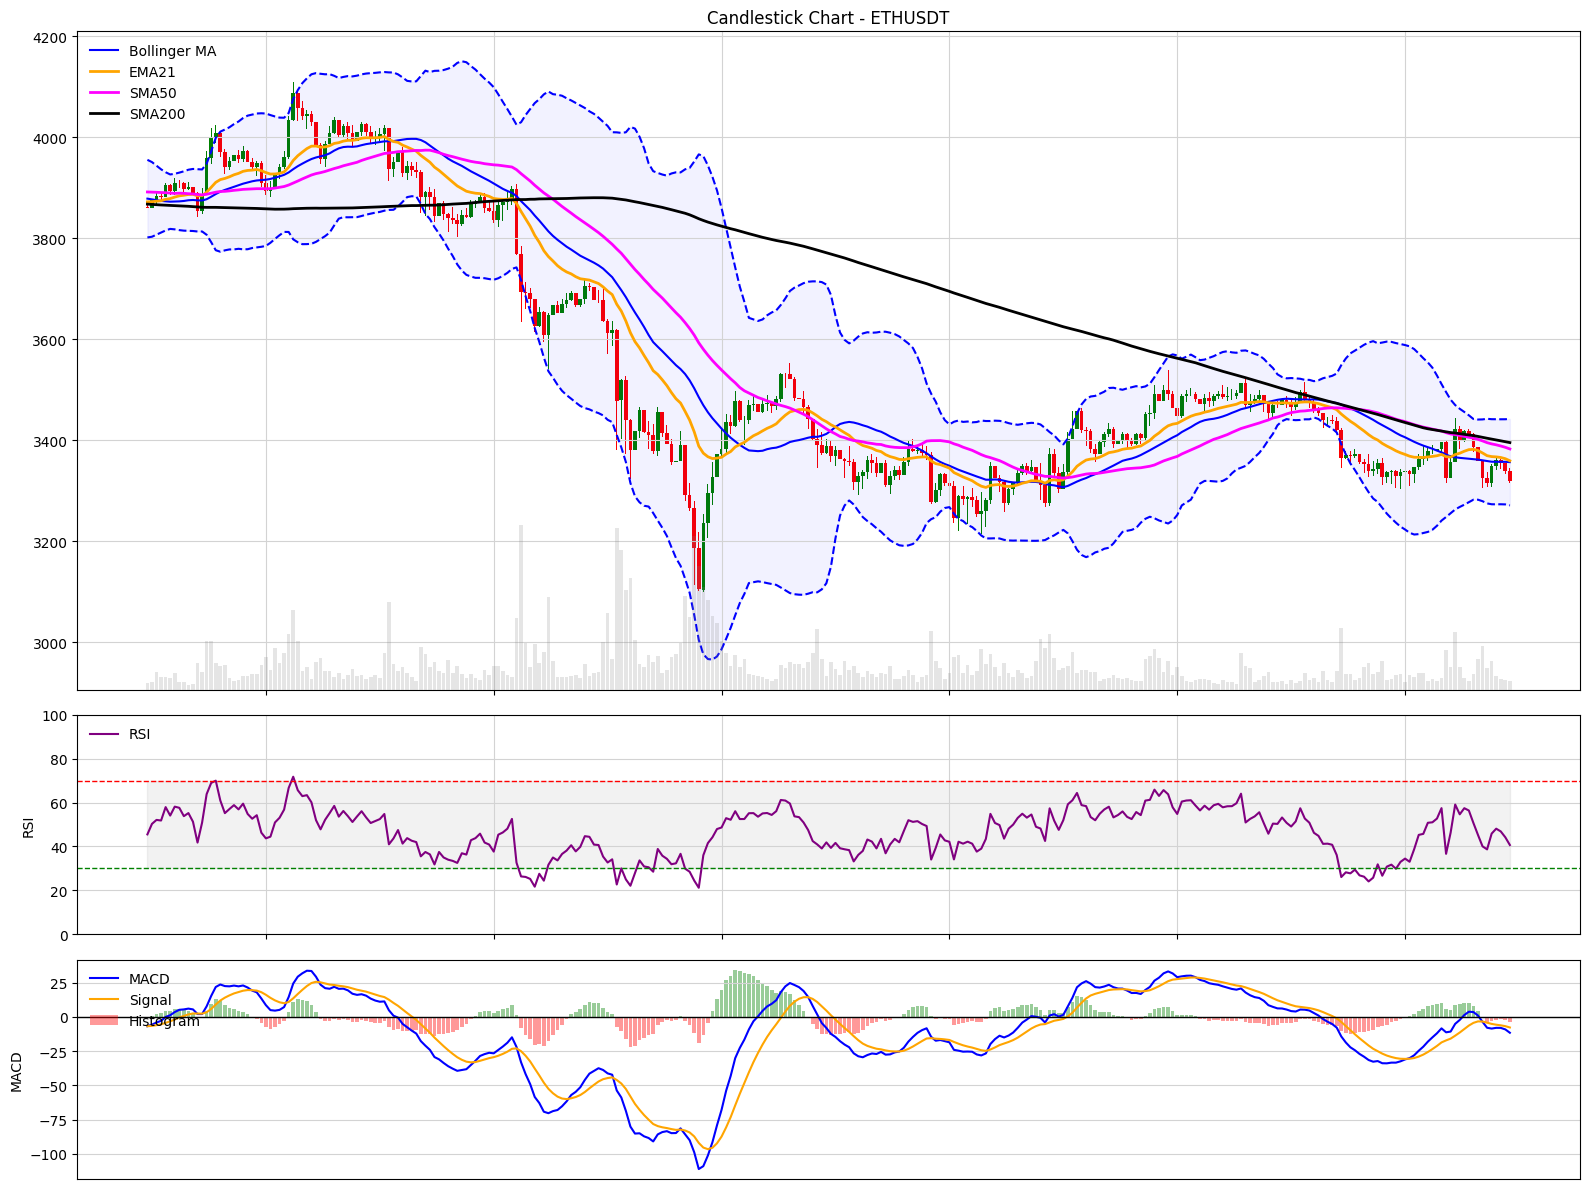 Candlestick Chart - ETHUSDT
4200
4000
3800
3600
3400
3200
3000
Bollinger MA
EMA21
SMA50
SMA200
100
80
60
40
20
0
RSI
RSI
25
0
−25
−50
−75
−100
MACD
MACD
Signal
Histogram